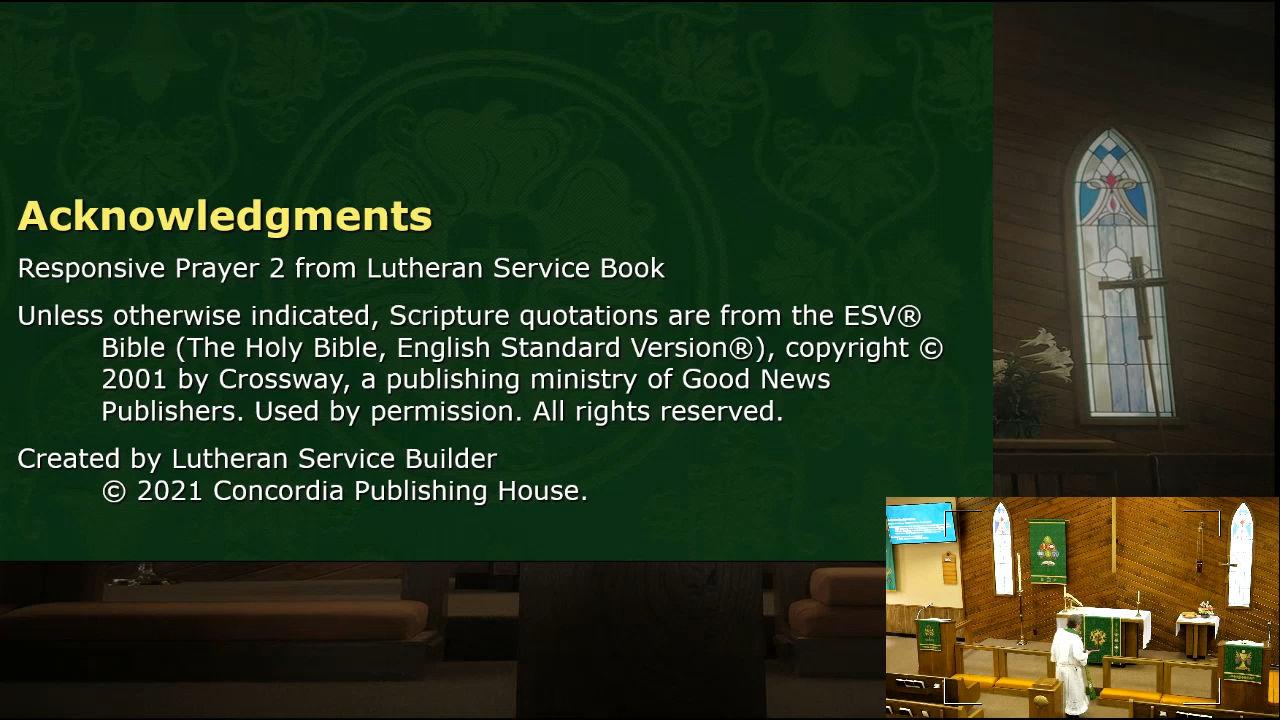 Acknowledgments
Responsive Prayer 2 from Lutheran Service Book
Unless otherwise indicated, Scripture quotations are from the ESV®
Bible (The Holy Bible, English Standard Version®), copyright ©
2001 by Crossway, a publishing ministry of Good News
Publishers. Used by permission. All rights reserved.
Created by Lutheran Service Builder
© 2021 Concordia Publishing House.